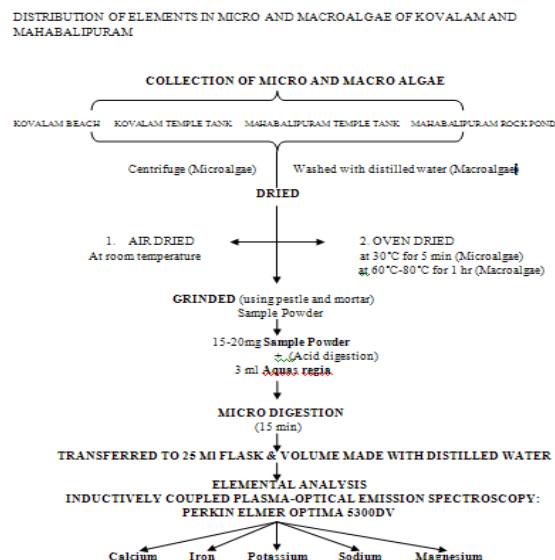 DISTRIBUTION OF ELEMENTS IN MICRO AND MACROALGAE OF KOVALAM AND
MAHABALIPURAM
COLLECTION OF MICRO AND MACRO ALGAE
KOVALAM BEACH KOVALAM TEMPLE TANK MAHABALIPURAM TEMPLE TANK MAHABALIPURAM ROCK POND
Centrifuge (Microalgae) Washed with distilled water (Macroalgae)
DRIED
1. AIR DRIED 2. OVEN DRIED
At room temperature at 30°C for 5 min (Microalgae)
at 60°C-80°C for 1 hr (Macroalgae)
GRINDED (using pestle and mortar)
Sample Powder
15-20mg Sample Powder
+ (Acid digestion)
3 ml Aquas regia
MICRO DIGESTION
(15 min)
TRANSFERRED TO 25 Ml FLASK & VOLUME MADE WITH DISTILLED WATER
ELEMENTAL ANALYSIS
INDUCTIVELY COUPLED PLASMA-OPTICAL EMISSION SPECTROSCOPY:
PERKIN ELMER OPTIMA 5300DV
Calcium Iron Potassium Sodium Magnesium